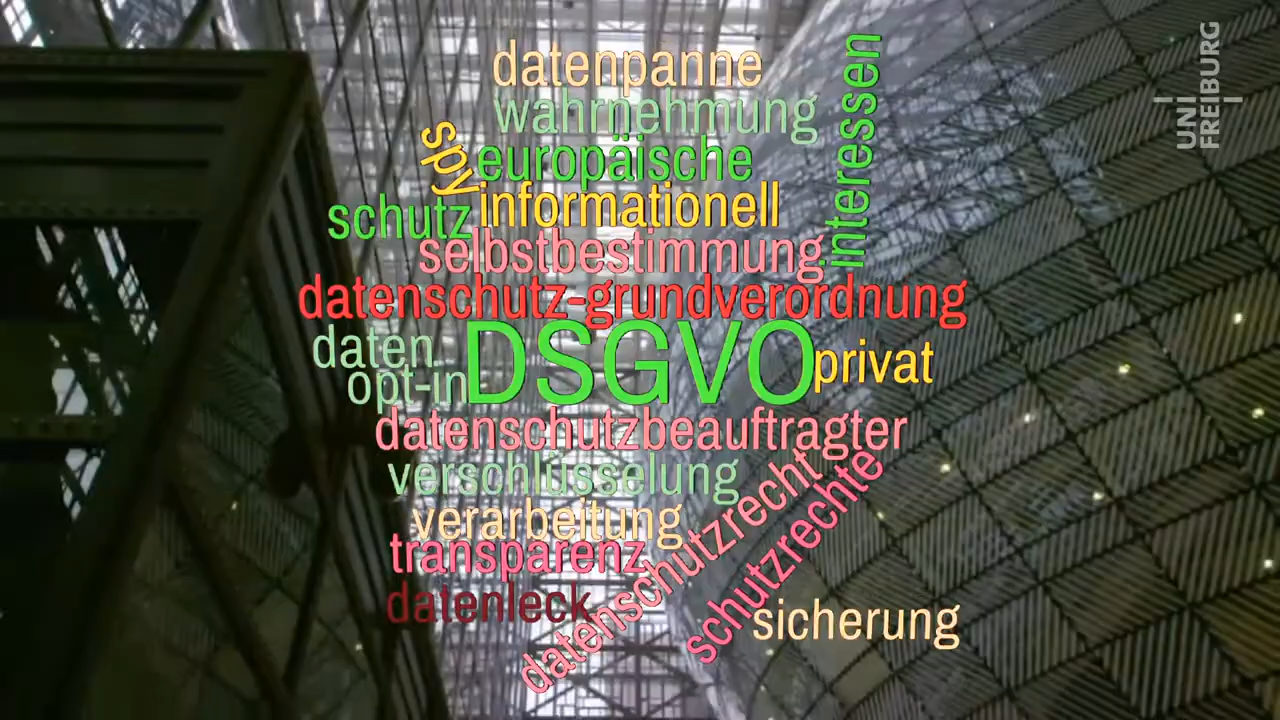 datenpanne
wahrnehmung
interessen
spy
europäische
informationell
schutz
selbstbestimmung
datenschutz-grundverordnung
daten
DSGVO
privat
opt-in
datenschutzbeauftragter
verschlüsselung
verarbeitung
datenschutzrecht
schutzrechte
transparenz
datenleck
sicherung
UNI
FREIBURG